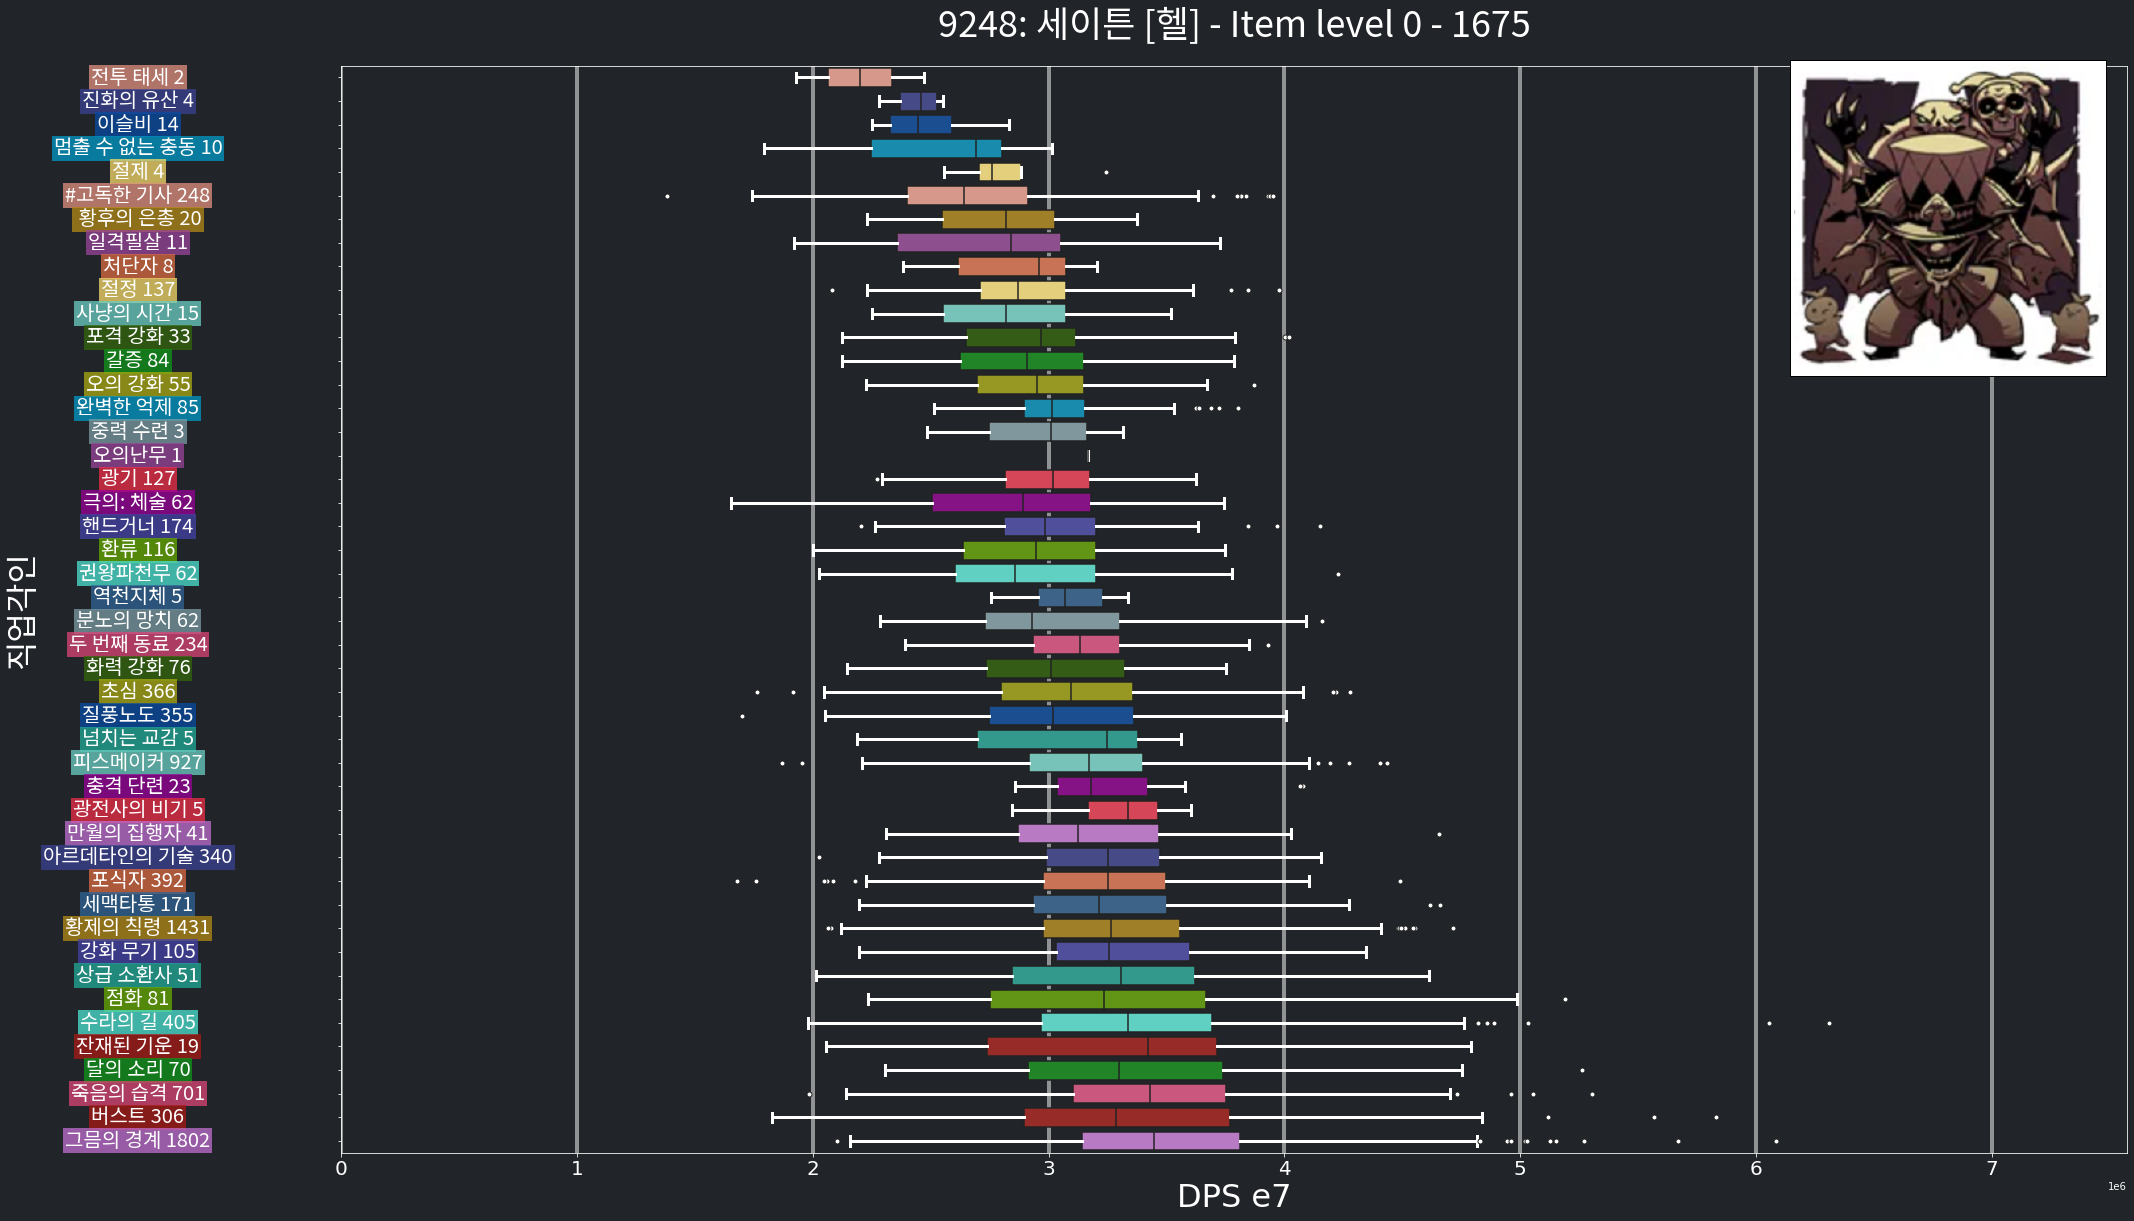 9248: 세이튼 [헬] - Item level 0 - 1675
전투 태세 2
진화의 유산 4
이슬비 14
멈출 수 없는 충동 10
절제 4
#고독한 기사 248
황후의 은총 20
일격필살 11
처단자 8
절정 137
사냥의 시간 15
포격 강화 33
갈증 84
오의 강화 55
완벽한 억제 85
중력 수련 3
오의난무 1
광기 127
극의: 체술 62
핸드거너 174
환류 116
권왕파천무 62
역천지체 5
분노의 망치 62
두 번째 동료 234
화력 강화 76
초심 366
질풍노도 355
넘치는 교감 5
피스메이커 927
충격 단련 23
광전사의 비기 5
만월의 집행자 41
아르데타인의 기술 340
포식자 392
세맥타통 171
황제의 칙령 1431
강화 무기 105
상급 소환사 51
점화 81
수라의 길 405
잔재된 기운 19
달의 소리 70
죽음의 습격 701
버스트 306
그믐의 경계 1802
직업각인
0 1 2 3 4 5 6 7
DPS e7
1e6